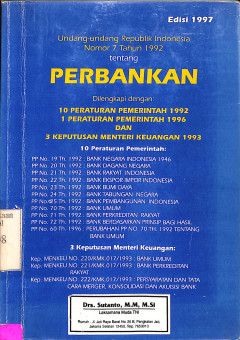 Edisi 1997
Undang-undang Republik Indonesia
Nomor 7 Tahun 1992
tentang
PERBANKAN
Dilengkapi dengan
10 PERATURAN PEMERINTAH 1992
1 PERATURAN PEMERINTAH 1996
DAN
3 KEPUTUSAN MENTERI KEUANGAN 1993
10 Peraturan Pemerintah:
PP No. 19 Th. 1992 : BANK NEGARA INDONESIA 1946
PP No. 20 Th. 1992 : BANK DAGANG NEGARA
PP No. 21 Th. 1992 : BANK RAKYAT INDONESIA
PP No. 22 Th. 1992 : BANK EKSPOR IMPOR INDONESIA
PP No. 23 Th. 1992 : BANK BUMI DAYA
PP No. 24 Th. 1992 : BANK TABUNGAN NEGARA
PP No. Th. 1992 : BANK PEMBANGUNAN INDONESIA
PP No. 70 Th. 1992 : BANK UMUM
PP No. 71 Th. 1992 : BANK PERKREDITAN RAKYAT
PP No. 72 Th. 1992 : BANK BERDASARKAN PRINSIP BAGI HASIL
PP No. 60 Th. 1996 : PERUBAHAN PP NO. 70 TH. 1992 TENTANG
BANK UMUM
3 Keputusan Menteri Keuangan:
Kep. MENKEU NO. 220/KMK.017/1993 : BANK UMUM
Kep. MENKEU NO. 221/KMK.017/1993 : BANK PERKREDITAN
RAKYAT
Kep. MENKEU NO. 222/KMK.017/1993 : PERSYARATAN DAN TATA
CARA MERGER, KONSOLIDASI DAN AKUISISI BANK
Drs. Sutanto, M.M, M.Si
Laksamana Muda TNI